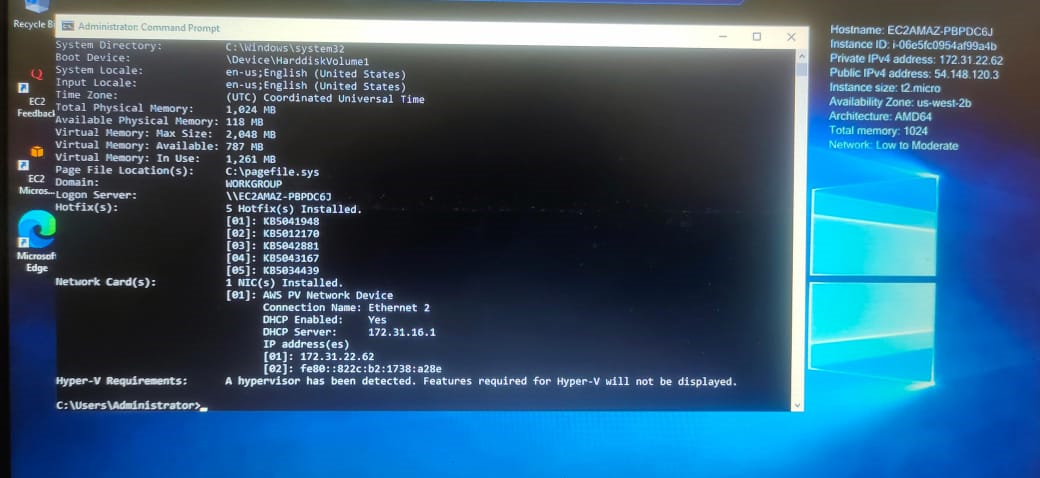 Recycle B
EC2
Feedback
EC2
Micros...
Microsof
Edge
Administrator: Command Prompt
System Directory: C:\Windows\system32
Boot Device: \Device\HarddiskVolume1
System Locale: en-us;English (United States)
Input Locale: en-us;English (United States)
Time Zone: (UTC) Coordinated Universal Time
Total Physical Memory: 1,024 MB
Available Physical Memory: 118 MB
Virtual Memory: Max Size: 2,048 MB
Virtual Memory: Available: 787 MB
Virtual Memory: In Use: 1,261 MB
Page File Location(s): C:\pagefile.sys
Domain: WORKGROUP
Logon Server: \\EC2AMAZ-PBPDC6J
Hotfix(s): 5 Hotfix(s) Installed.
[01]: KB5041948
[02]: KB5012170
[03]: KB5042881
[04]: KB5043167
[05]: KB5034439
Network Card(s): 1 NIC(s) Installed.
[01]: AWS PV Network Device
Connection Name: Ethernet 2
DHCP Enabled: Yes
DHCP Server: 172.31.16.1
IP address(es)
[01]: 172.31.22.62
[02]: fe80::822c:b2:1738:a28e
Hyper-V Requirements: A hypervisor has been detected. Features required for Hyper-V will not be displayed.
C:\Users\Administrator>
Hostname: EC2AMAZ-PBPDC6J
Instance ID: i-06e5fc0954af99a4b
Private IPv4 address: 172.31.22.62
Public IPv4 address: 54.148.120.3
Instance size: t2.micro
Availability Zone: us-west-2b
Architecture: AMD64
Total memory: 1024
Network: Low to Moderate